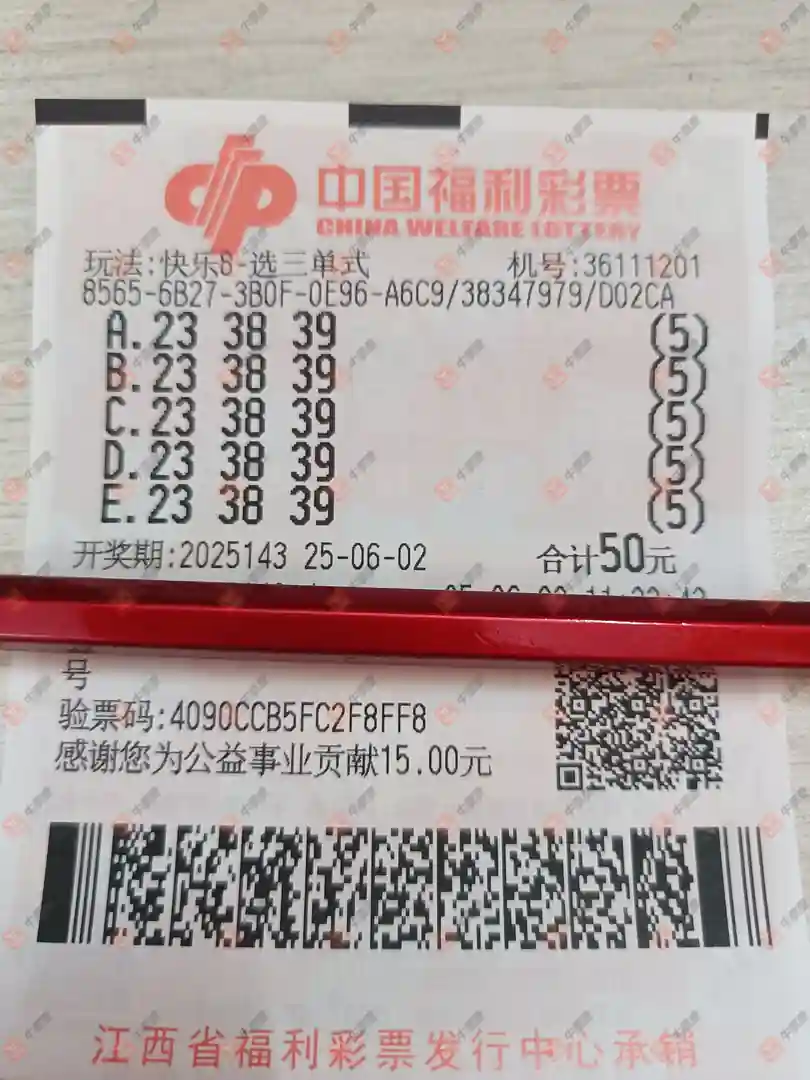 中国福利彩票
CHINA WELFARE LOTTERY
玩法:快乐8-选三单式 机号:36111201
8565-6B27-3B0F-0E96-A6C9/38347979/D02CA
A.23 38 39 (5)
B.23 38 39 (5)
C.23 38 39 (5)
D.23 38 39 (5)
E.23 38 39 (5)
开奖期:2025143 25-06-02 合计50元
号
验票码:4090CCB5FC2F8FF8
感谢您为公益事业贡献15.00元
江西省福利彩票发行中心承销